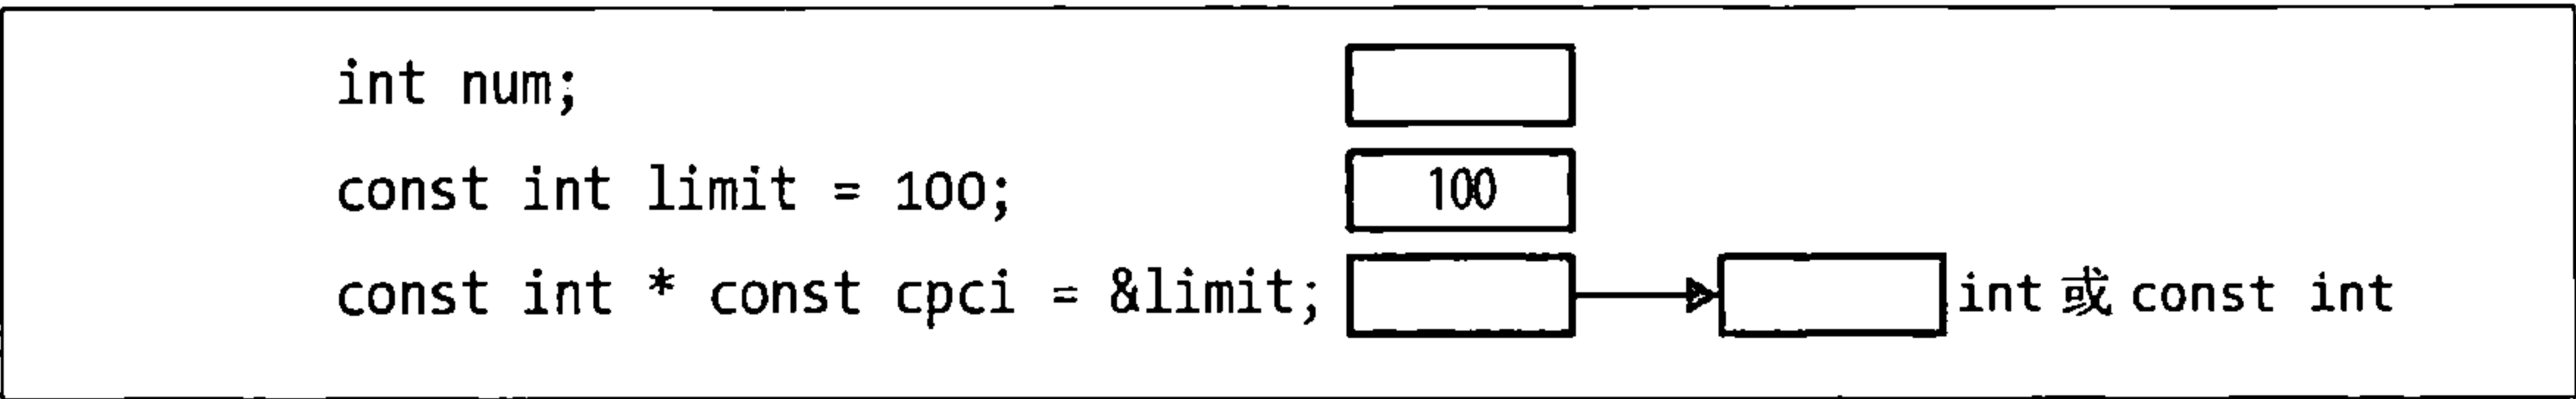 int num;
const int limit = 100;
100
const int * const cpci = &limit;
int 或 const int